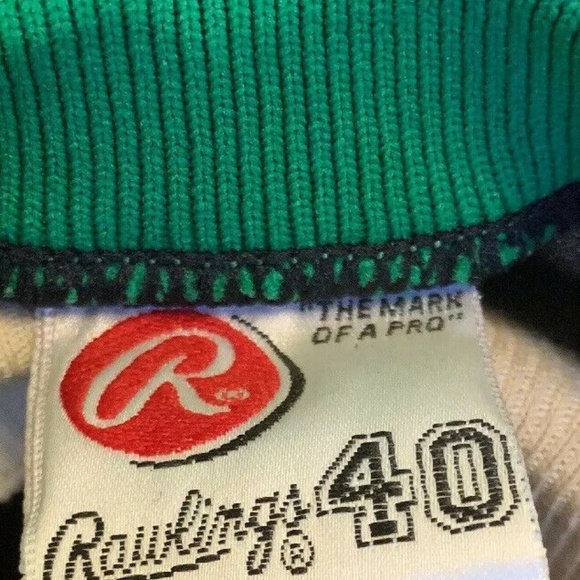 "THE MARK
OF A PRO"
R®
40
Rawlings®